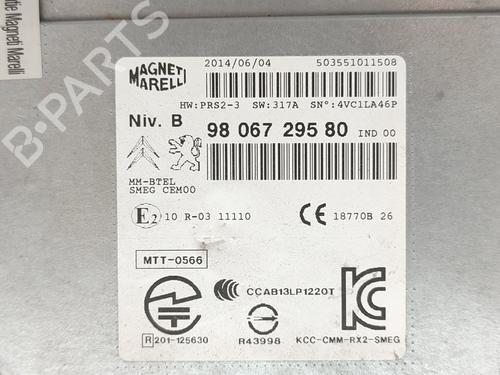 tbe Magneti Marelli
MAGNETI
MARELLI
2014/06/04 503551011508
HW:PRS2-3 SW:317A SN°:4VC1LA46P
Niv. B 98 067 295 80 IND 00
MM-BTEL
SMEG CEM00
E2 10 R-03 11110 CE 18770B 26
MTT-0566
CCAB13LP1220T
R 201-125630 R43998 KCC-CMM-RX2-SMEG
B-PARTS